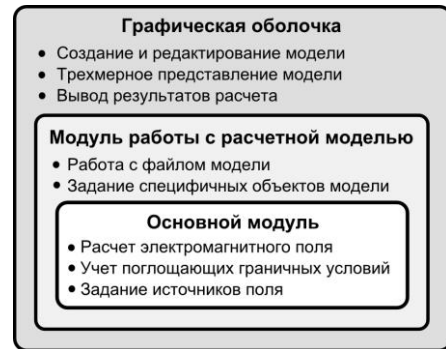 Графическая оболочка
• Создание и редактирование модели
• Трехмерное представление модели
• Вывод результатов расчета
Модуль работы с расчетной моделью
• Работа с файлом модели
• Задание специфичных объектов модели
Основной модуль
• Расчет электромагнитного поля
• Учет поглощающих граничных условий
• Задание источников поля